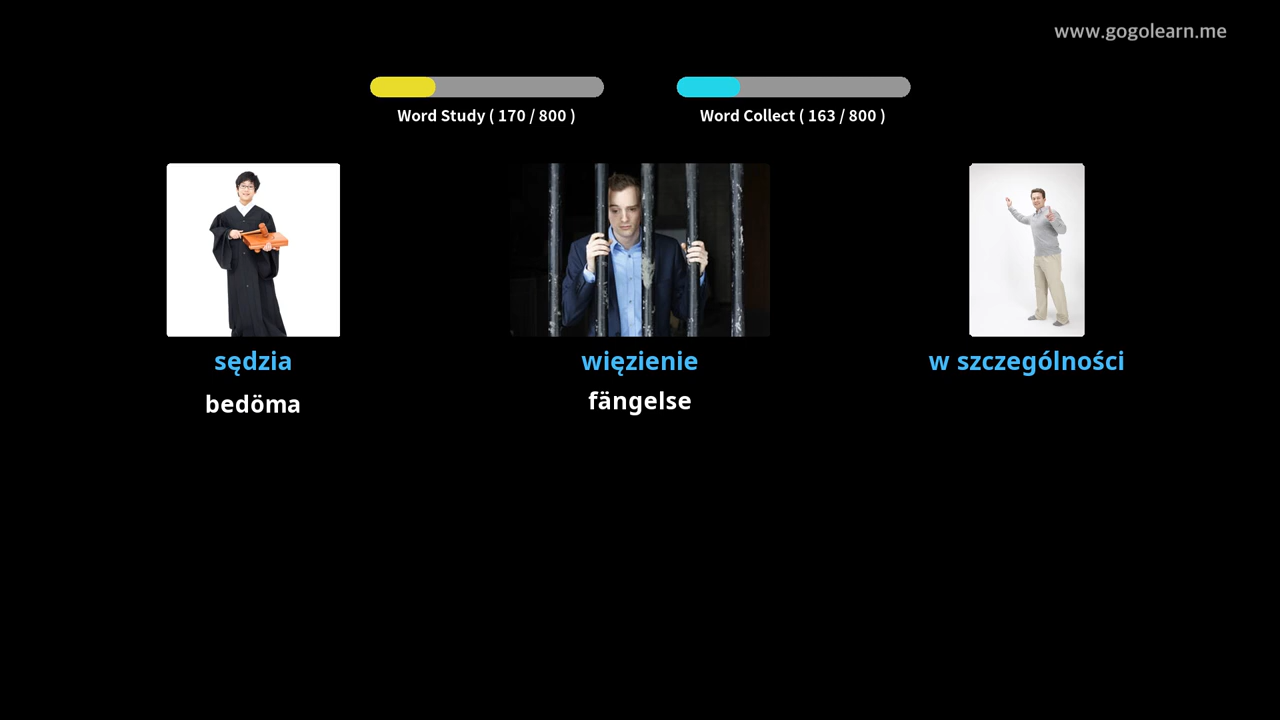 www.gogolearn.me
Word Study ( 170 / 800 )
Word Collect ( 163 / 800 )
sędzia
więzienie
w szczególności
bedöma
fängelse